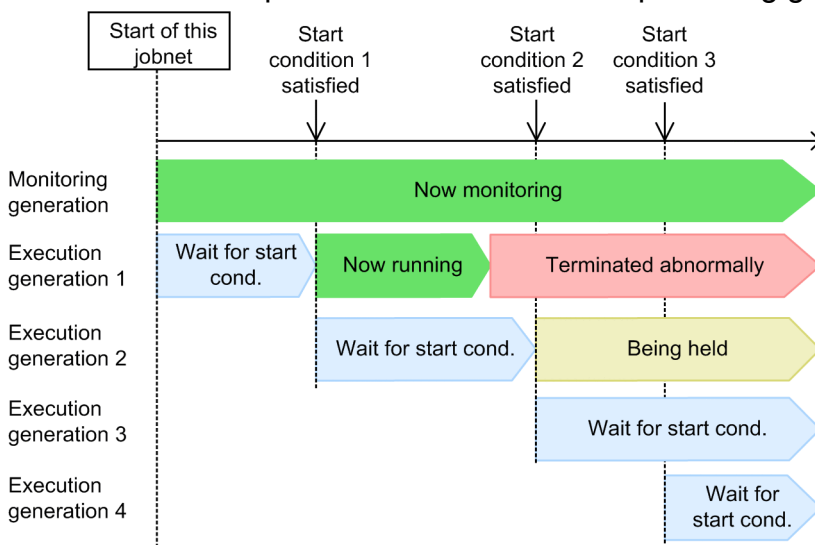 Start of this
jobnet
Start
condition 1
satisfied
Start
condition 2
satisfied
Start
condition 3
satisfied
Monitoring
generation
Now monitoring
Execution
generation 1
Wait for start
cond.
Now running
Terminated abnormally
Execution
generation 2
Wait for start cond.
Being held
Execution
generation 3
Wait for start cond.
Execution
generation 4
Wait for
start cond.